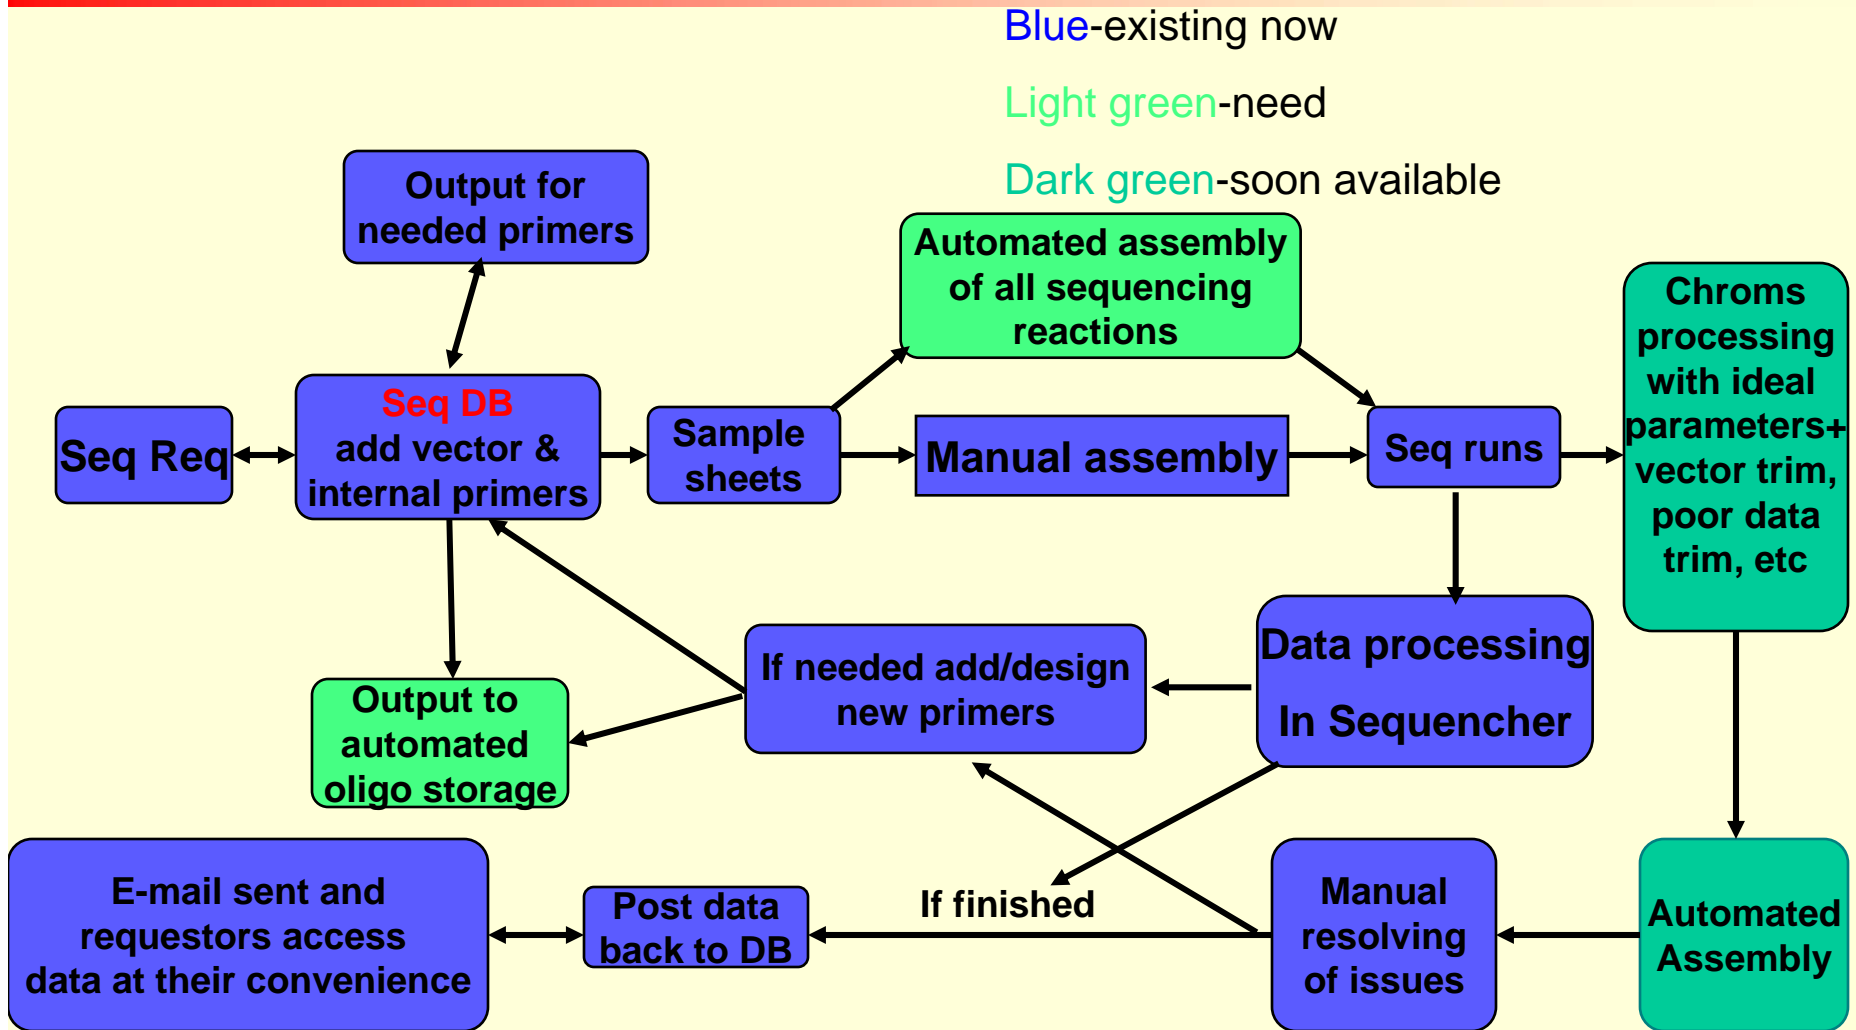 Blue-existing now
Light green-need
Dark green-soon available
Output for
needed primers
Automated assembly
of all sequencing
reactions
Chroms
processing
with ideal
parameters+
vector trim,
poor data
trim, etc
Seq Req
Seq DB
add vector &
internal primers
Sample
sheets
Manual assembly
Seq runs
Data processing
In Sequencher
If needed add/design
new primers
Output to
automated
oligo storage
E-mail sent and
requestors access
data at their convenience
Post data
back to DB
If finished
Manual
resolving
of issues
Automated
Assembly